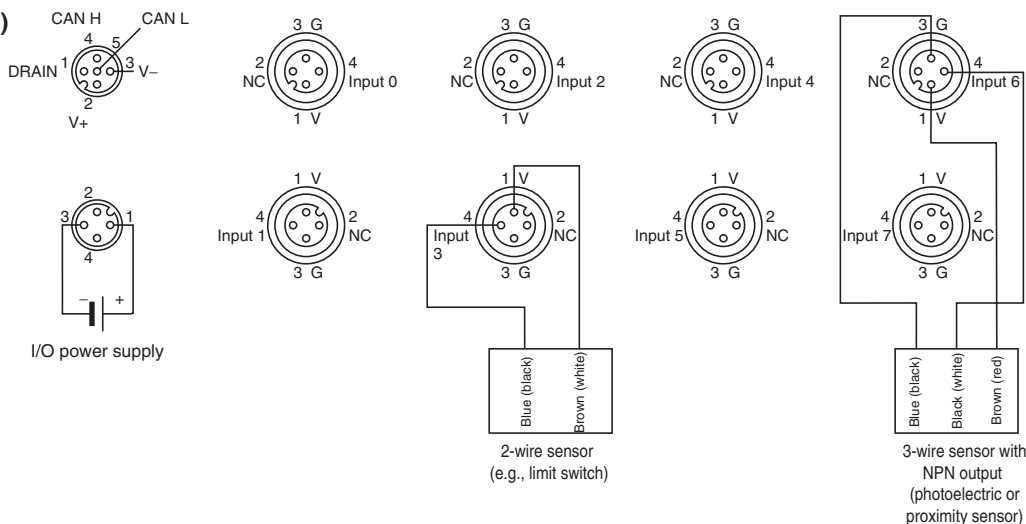 )
CAN H
CAN L
4
5
DRAIN
1
3
V–
2
V+
3 G
2
NC
4
Input 0
1 V
3 G
2
NC
4
Input 2
1 V
3 G
2
NC
4
Input 4
1 V
3 G
2
NC
4
Input 6
1 V
2
3
1
4
– +
I/O power supply
1 V
4
Input 1
2
NC
3 G
1 V
4
Input
3
2
NC
3 G
1 V
4
Input 5
2
NC
3 G
1 V
4
Input 7
2
NC
3 G
Blue (black)
Brown (white)
2-wire sensor
(e.g., limit switch)
Blue (black)
Black (white)
Brown (red)
3-wire sensor with
NPN output
(photoelectric or
proximity sensor)